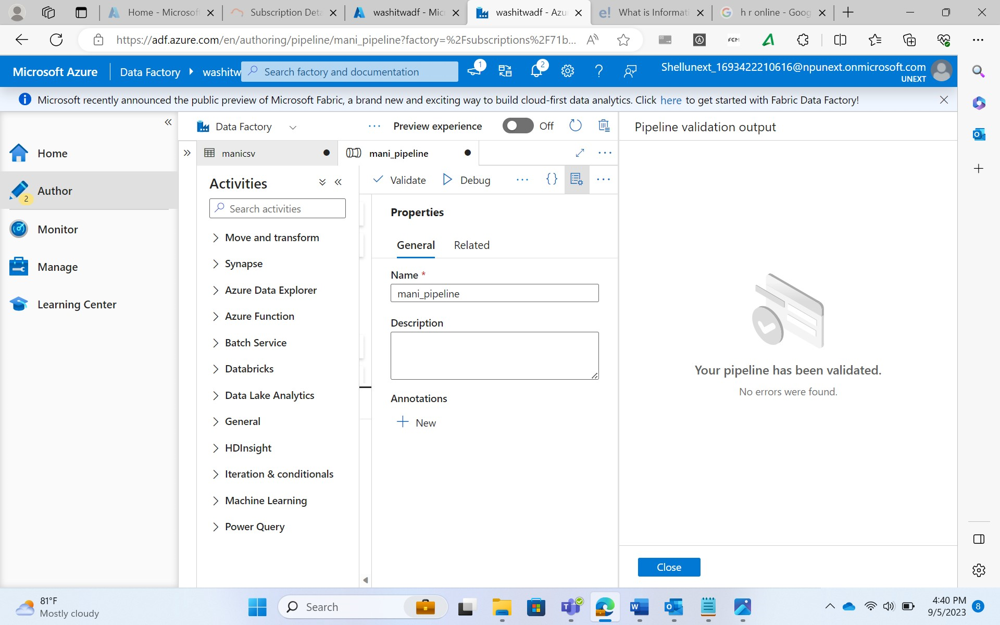 Home - Microsof
Subscription Deta
washitwadf - Mic
washitwadf - Azu
What is Informati
h r online - Goog
https://adf.azure.com/en/authoring/pipeline/mani_pipeline?factory=%2Fsubscriptions%2F71b...
FCM
Microsoft Azure
Data Factory
washitw
Search factory and documentation
1
2
Shellunext_1693422210616@npunext.onmicrosoft.com
UNEXT
Microsoft recently announced the public preview of Microsoft Fabric, a brand new and exciting way to build cloud-first data analytics. Click here to get started with Fabric Data Factory!
Home
Author
2
Monitor
Manage
Learning Center
Data Factory
Preview experience
Off
manicsv
mani_pipeline
Activities
Search activities
Move and transform
Synapse
Azure Data Explorer
Azure Function
Batch Service
Databricks
Data Lake Analytics
General
HDInsight
Iteration & conditionals
Machine Learning
Power Query
Validate
Debug
Properties
General
Related
Name *
mani_pipeline
Description
Annotations
New
Pipeline validation output
Your pipeline has been validated.
No errors were found.
Close
81°F
Mostly cloudy
Search
4:40 PM
9/5/2023
8